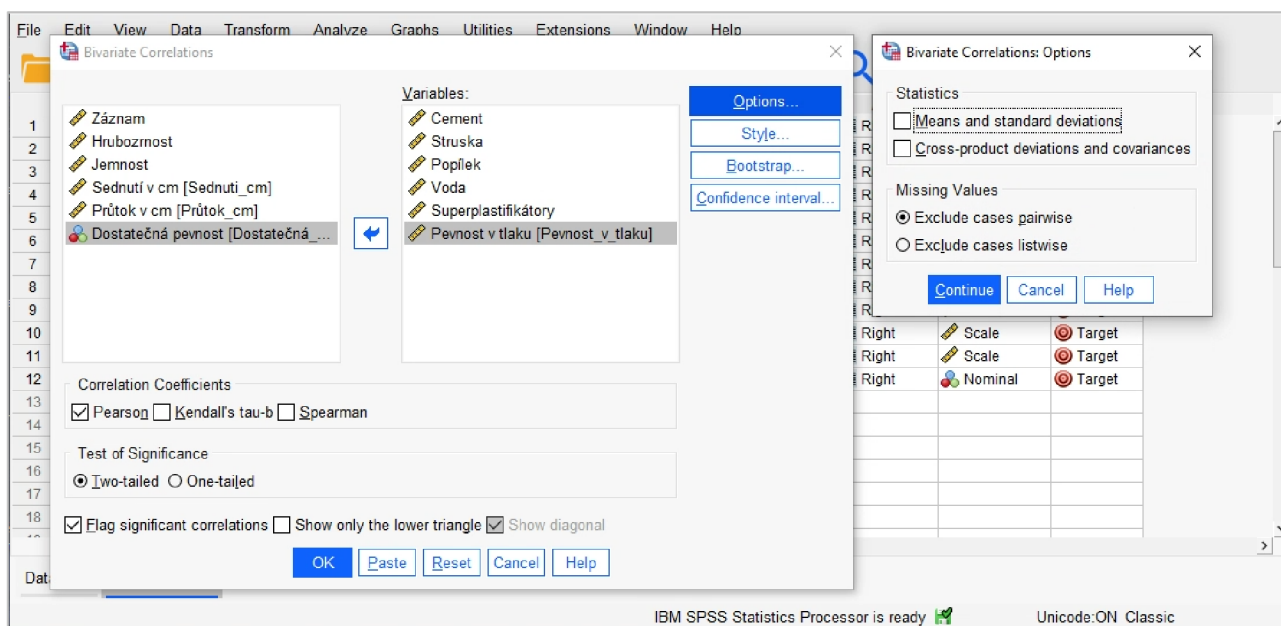 File Edit View Data Transform Analyze Graphs Utilities Extensions Window Help
Bivariate Correlations
Variables:
Záznam
Hrubozrnost
Jemnost
Sednutí v cm [Sednuti_cm]
Průtok v cm [Průtok_cm]
Dostatečná pevnost [Dostatečná_...
Cement
Struska
Popílek
Voda
Superplastifikátory
Pevnost v tlaku [Pevnost_v_tlaku]
Options...
Style...
Bootstrap...
Confidence interval...
Correlation Coefficients
Pearson Kendall's tau-b Spearman
Test of Significance
Two-tailed One-tailed
Flag significant correlations Show only the lower triangle Show diagonal
OK Paste Reset Cancel Help
Bivariate Correlations: Options
Statistics
Means and standard deviations
Cross-product deviations and covariances
Missing Values
Exclude cases pairwise
Exclude cases listwise
Continue Cancel Help
1
2
3
4
5
6
7
8
9
10
11
12
13
14
15
16
17
18
Right Scale Target
Right Scale Target
Right Nominal Target
IBM SPSS Statistics Processor is ready Unicode:ON Classic